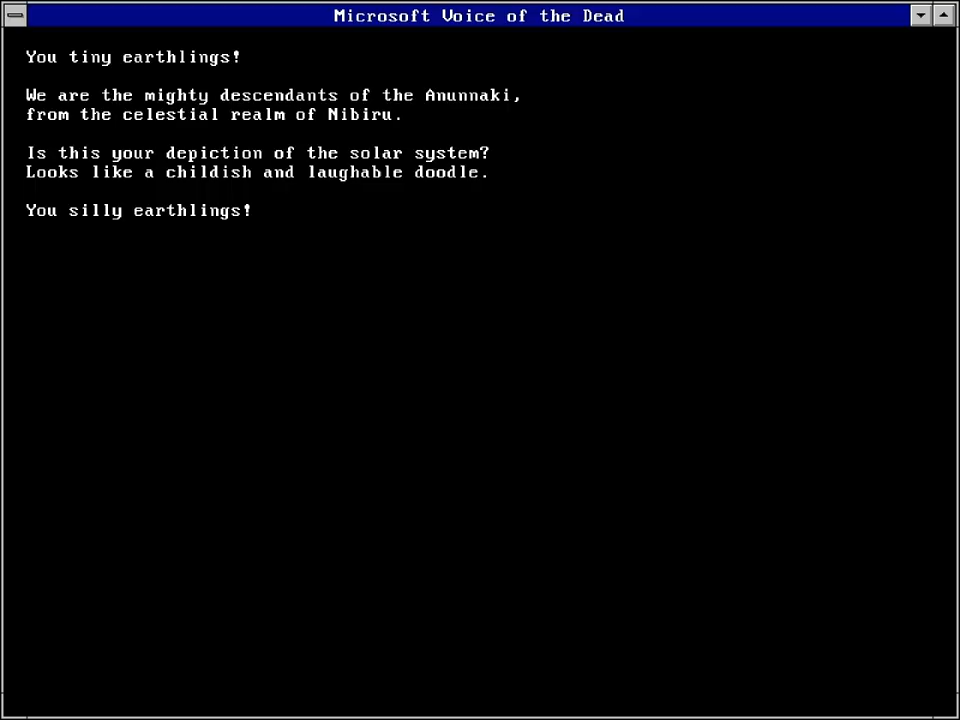 Microsoft Voice of the Dead
You tiny earthlings!
We are the mighty descendants of the Anunnaki,
from the celestial realm of Nibiru.
Is this your depiction of the solar system?
Looks like a childish and laughable doodle.
You silly earthlings!